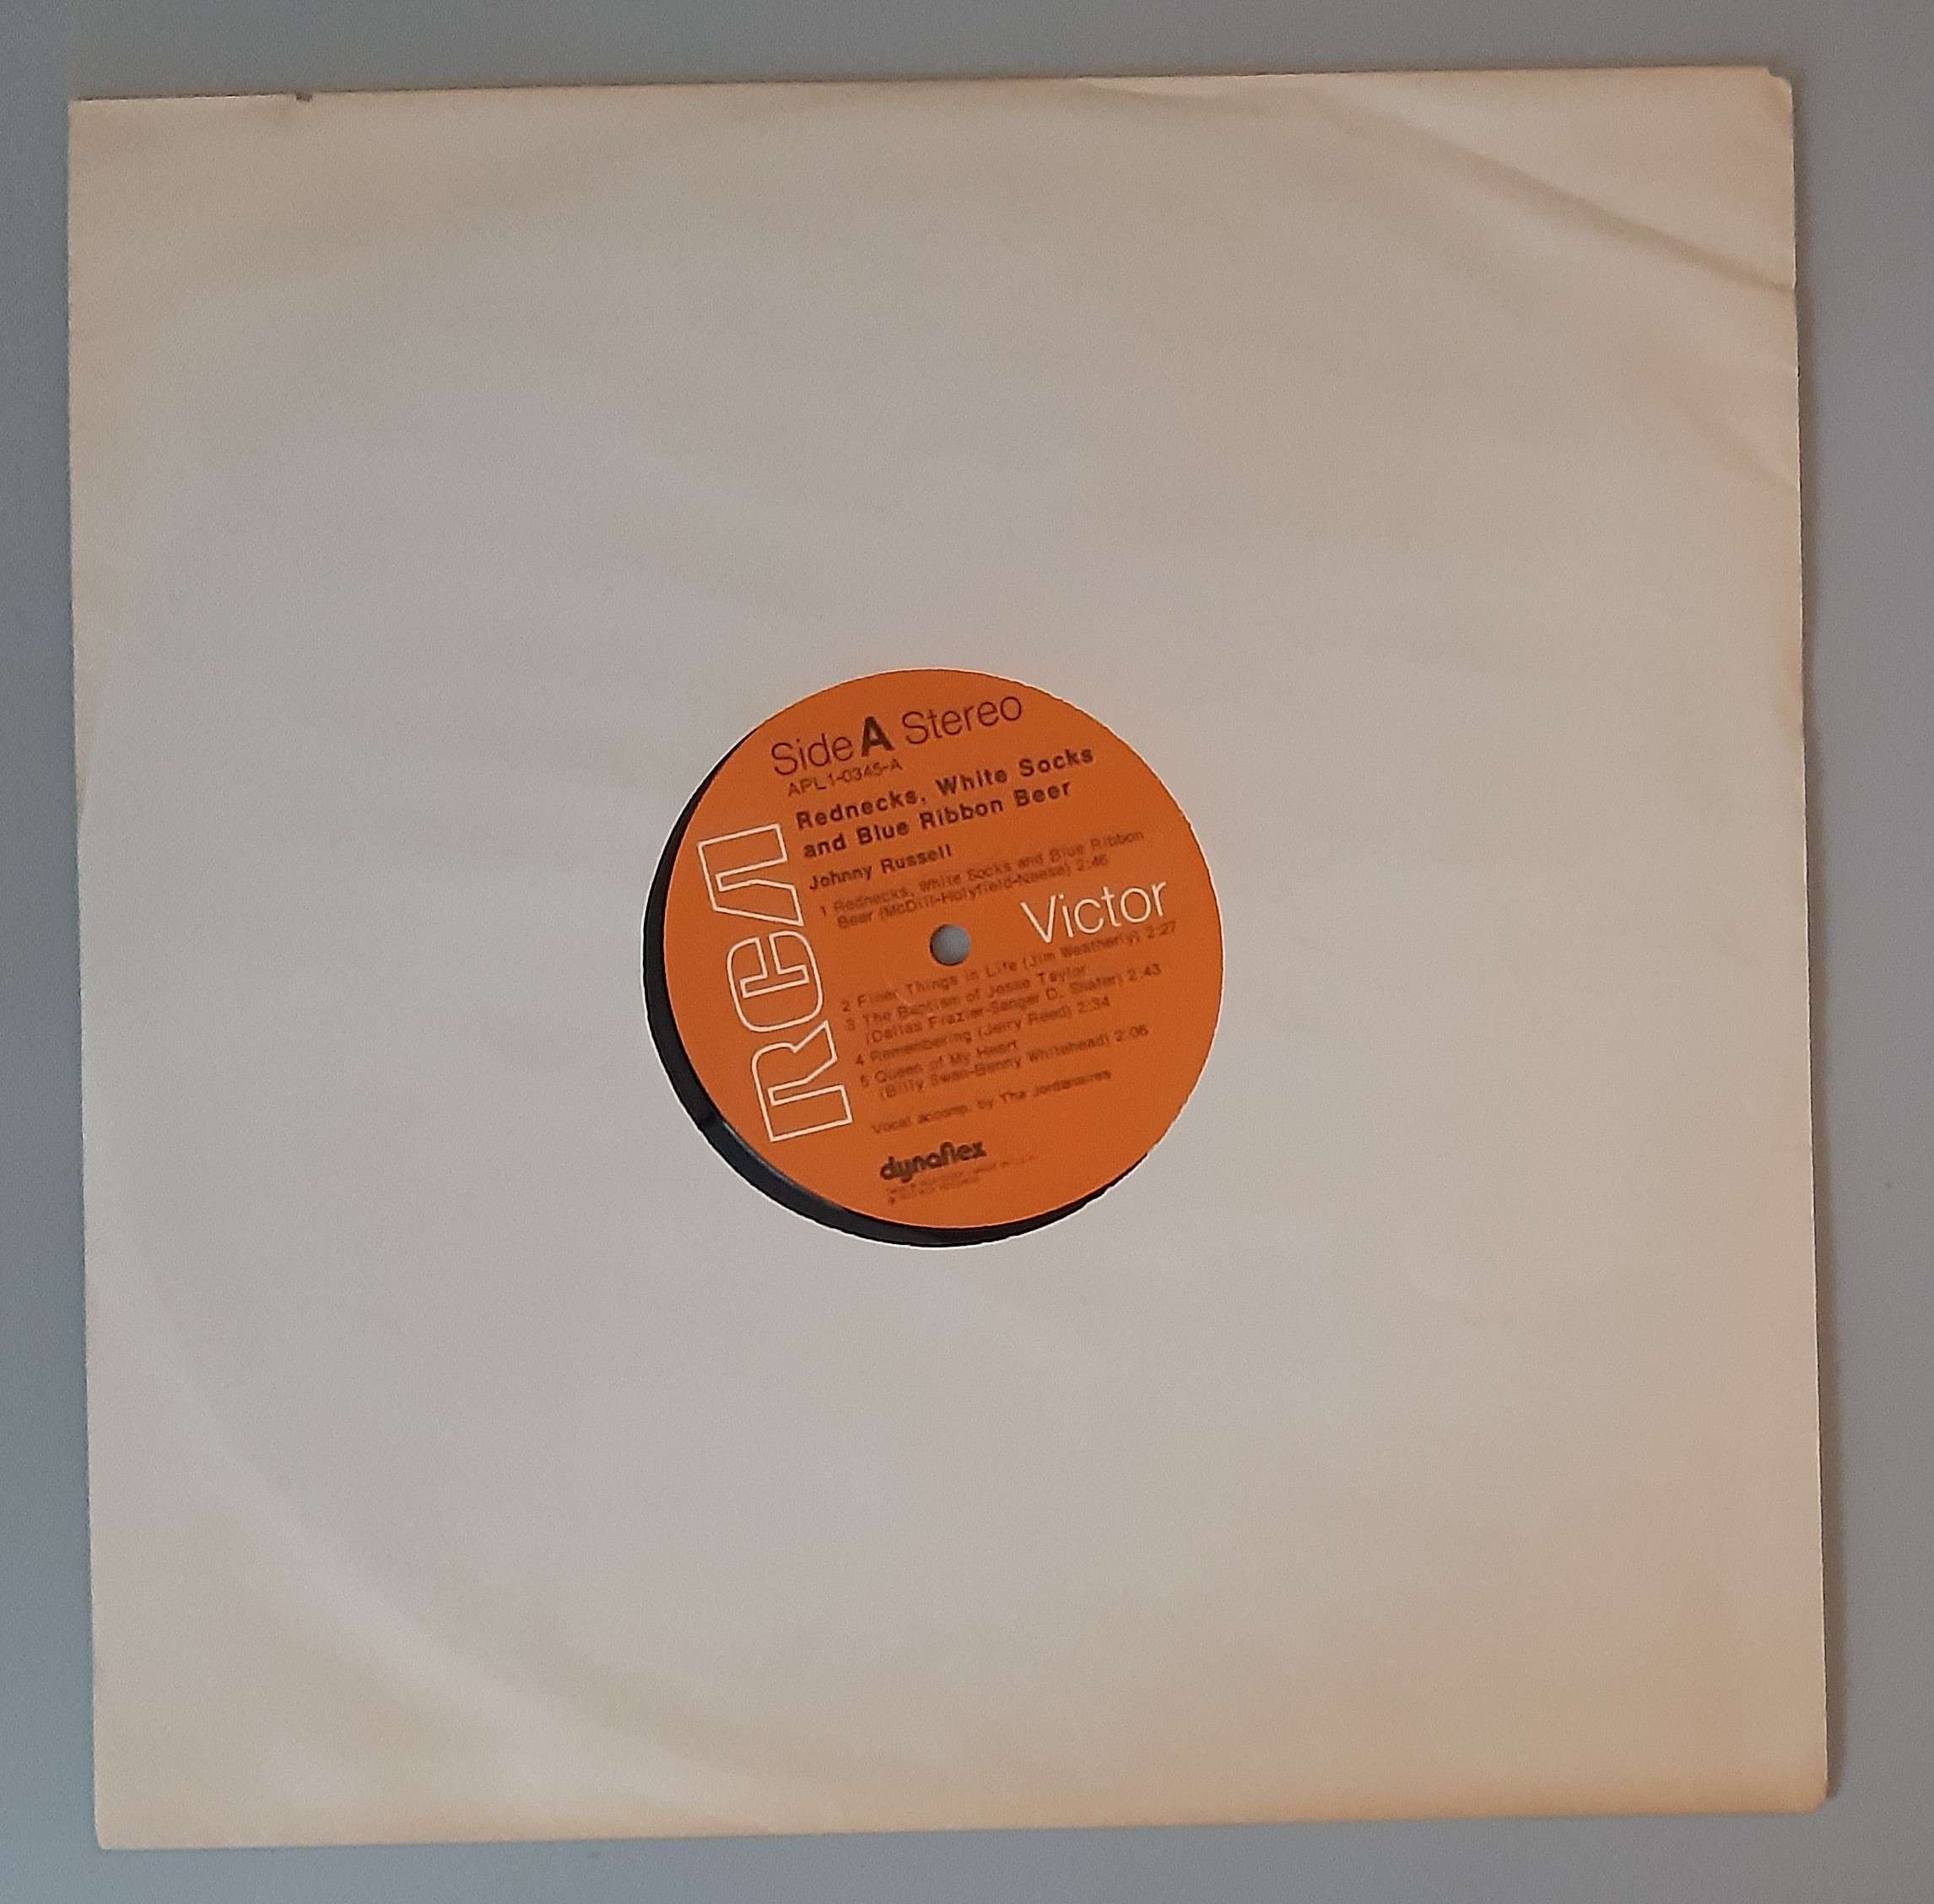 Side A Stereo
APL1-0345-A
Rednecks, White Socks
and Blue Ribbon Beer
Johnny Russell
1 Rednecks, White Socks and Blue Ribbon
Beer (McDill-Holyfield-Neese) 2:46
RCA
Victor
2 Finer Things in Life (Jim Weatherly) 2:27
3 The Baptism of Jesse Taylor
(Dallas Frazier-Sanger D. Shafer) 2:43
4 Remembering (Jerry Reed) 2:34
5 Queen of My Heart
(Billy Swan-Benny Whitehead) 2:06
Vocal accomp. by The Jordanaires
dynaflex